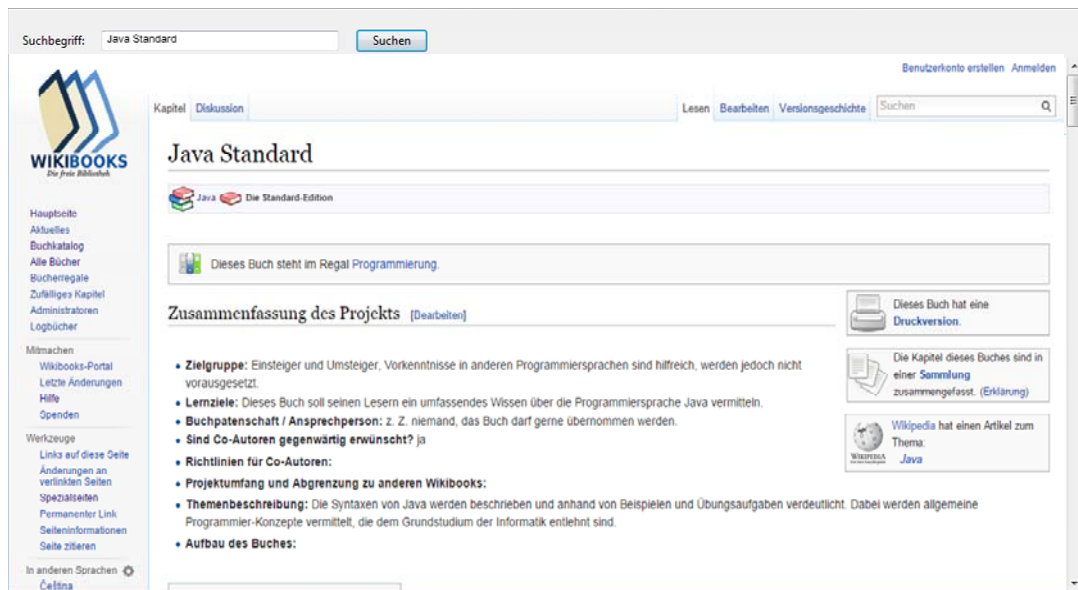 Suchbegriff: Java Standard Suchen
Benutzerkonto erstellen Anmelden
Kapitel Diskussion Lesen Bearbeiten Versionsgeschichte Suchen
WIKIBOOKS
Die freie Bibliothek
Hauptseite
Aktuelles
Buchkatalog
Alle Bücher
Bücherregale
Zufälliges Kapitel
Administratoren
Logbücher
Mitmachen
Wikibooks-Portal
Letzte Änderungen
Hilfe
Spenden
Werkzeuge
Links auf diese Seite
Änderungen an
verlinkten Seiten
Spezialseiten
Permanenter Link
Seiteninformationen
Seite zitieren
In anderen Sprachen
Čeština
Java Standard
Java Die Standard-Edition
Dieses Buch steht im Regal Programmierung.
Zusammenfassung des Projekts [Bearbeiten]
• Zielgruppe: Einsteiger und Umsteiger, Vorkenntnisse in anderen Programmiersprachen sind hilfreich, werden jedoch nicht
vorausgesetzt.
• Lernziele: Dieses Buch soll seinen Lesern ein umfassendes Wissen über die Programmiersprache Java vermitteln.
• Buchpatenschaft / Ansprechperson: z. Z. niemand, das Buch darf gerne übernommen werden.
• Sind Co-Autoren gegenwärtig erwünscht? ja
• Richtlinien für Co-Autoren:
• Projektumfang und Abgrenzung zu anderen Wikibooks:
• Themenbeschreibung: Die Syntaxen von Java werden beschrieben und anhand von Beispielen und Übungsaufgaben verdeutlicht. Dabei werden allgemeine
Programmier-Konzepte vermittelt, die dem Grundstudium der Informatik entlehnt sind.
• Aufbau des Buches:
Dieses Buch hat eine
Druckversion.
Die Kapitel dieses Buches sind in
einer Sammlung
zusammengefasst. (Erklärung)
Wikipedia hat einen Artikel zum
Thema:
Java
WIKIPEDIA